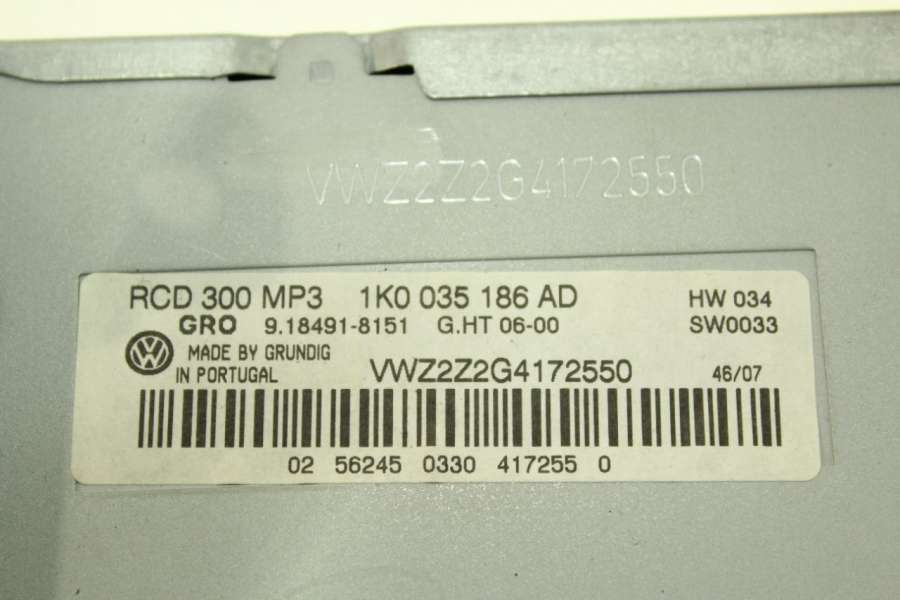 VWZ2Z2G4172550
RCD 300 MP3 1K0 035 186 AD HW 034
GRO 9.18491-8151 G.HT 06-00 SW0033
MADE BY GRUNDIG
IN PORTUGAL VWZ2Z2G4172550 46/07
02 56245 0330 417255 0